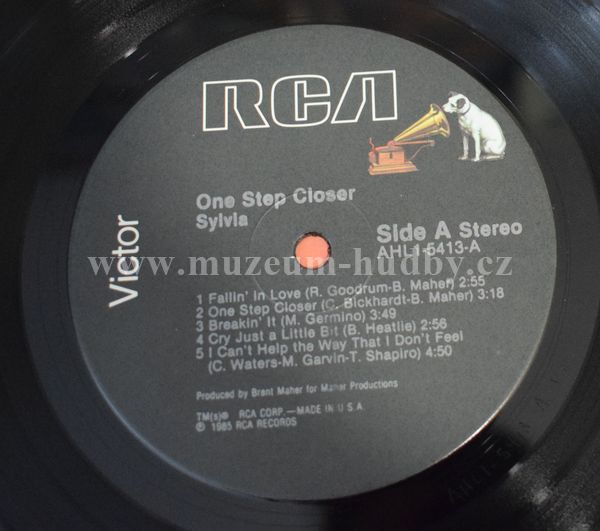 RCA
Victor
One Step Closer
Sylvia
Side A Stereo
AHL1-5413-A
www.muzeum-hudby.cz
1 Fallin' in Love (R. Goodrum-B. Maher) 2:55
2 One Step Closer (C. Bickhardt-B. Maher) 3:18
3 Breakin' It (M. Germino) 3:49
4 Cry Just a Little Bit (B. Heatlie) 2:56
5 I Can't Help the Way That I Don't Feel
(C. Waters-M. Garvin-T. Shapiro) 4:50
Produced by Brent Maher for Maher Productions
TM(s)® RCA CORP.—MADE IN U.S.A.
℗ 1985 RCA RECORDS